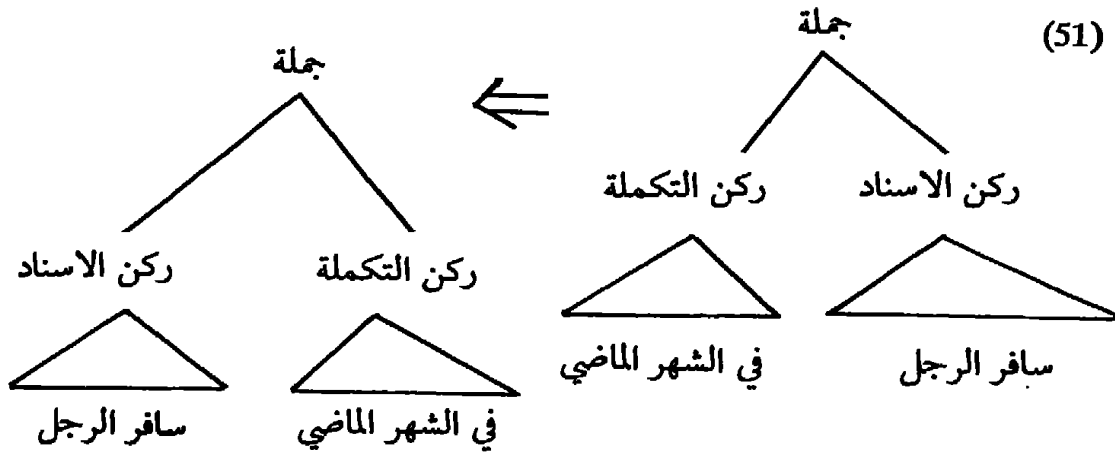 (51)
جملة
ركن الاسناد ركن التكملة
سافر الرجل في الشهر الماضي
جملة
ركن التكملة ركن الاسناد
في الشهر الماضي سافر الرجل